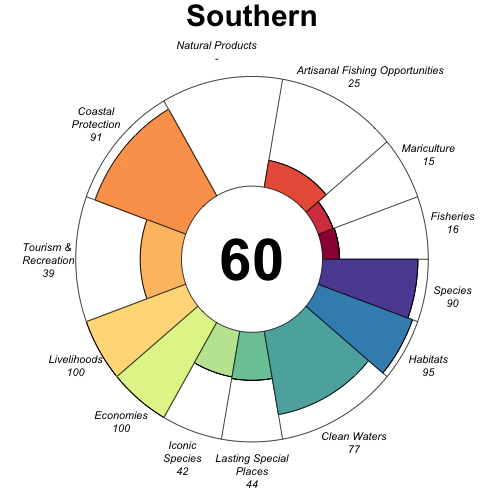 Southern
Natural Products
-
Artisanal Fishing Opportunities
25
Coastal
Protection
91
Mariculture
15
Fisheries
16
Tourism &
Recreation
39
60
Species
90
Livelihoods
100
Habitats
95
Economies
100
Clean Waters
77
Iconic
Species
42
Lasting Special
Places
44